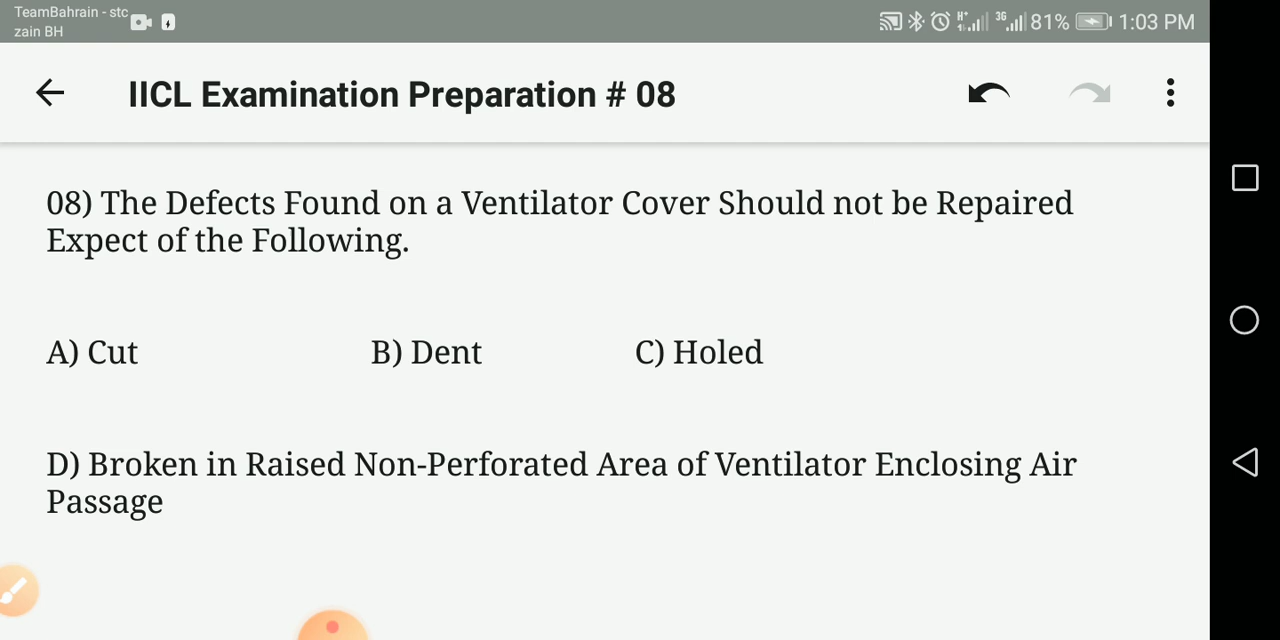 TeamBahrain - stc
zain BH
H+
3G
81%
1:03 PM
IICL Examination Preparation # 08
08) The Defects Found on a Ventilator Cover Should not be Repaired
Expect of the Following.
A) Cut B) Dent C) Holed
D) Broken in Raised Non-Perforated Area of Ventilator Enclosing Air
Passage